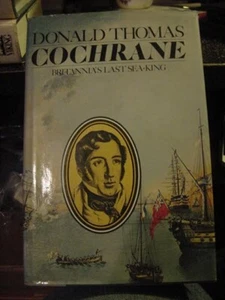 DONALD THOMAS
COCHRANE
BRITANNIA'S LAST SEA-KING